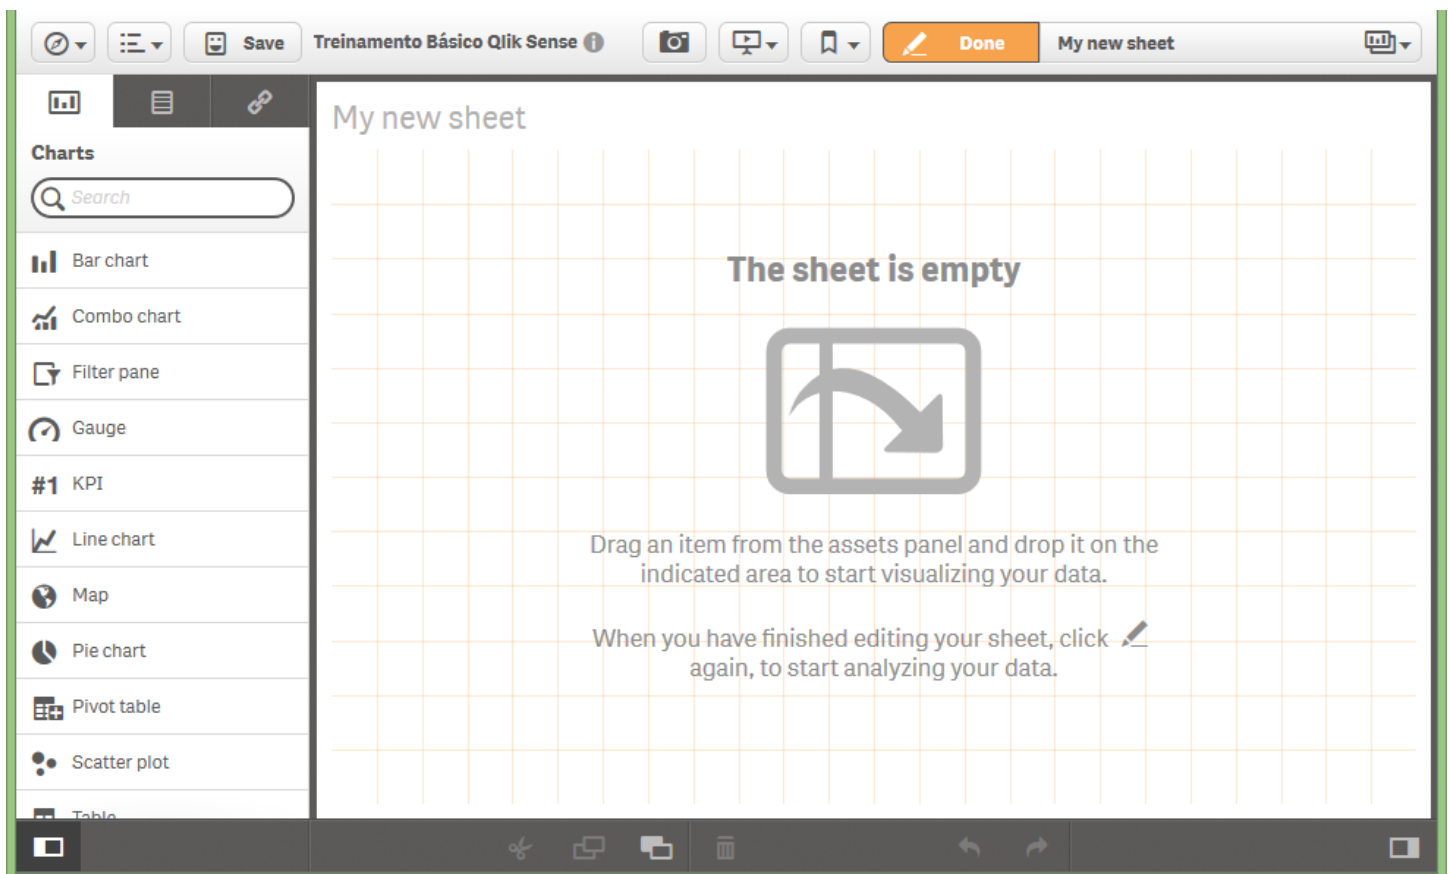 Save
Treinamento Básico Qlik Sense
Done
My new sheet
Charts
Search
Bar chart
Combo chart
Filter pane
Gauge
#1 KPI
Line chart
Map
Pie chart
Pivot table
Scatter plot
Table
My new sheet
The sheet is empty
Drag an item from the assets panel and drop it on the
indicated area to start visualizing your data.
When you have finished editing your sheet, click
again, to start analyzing your data.